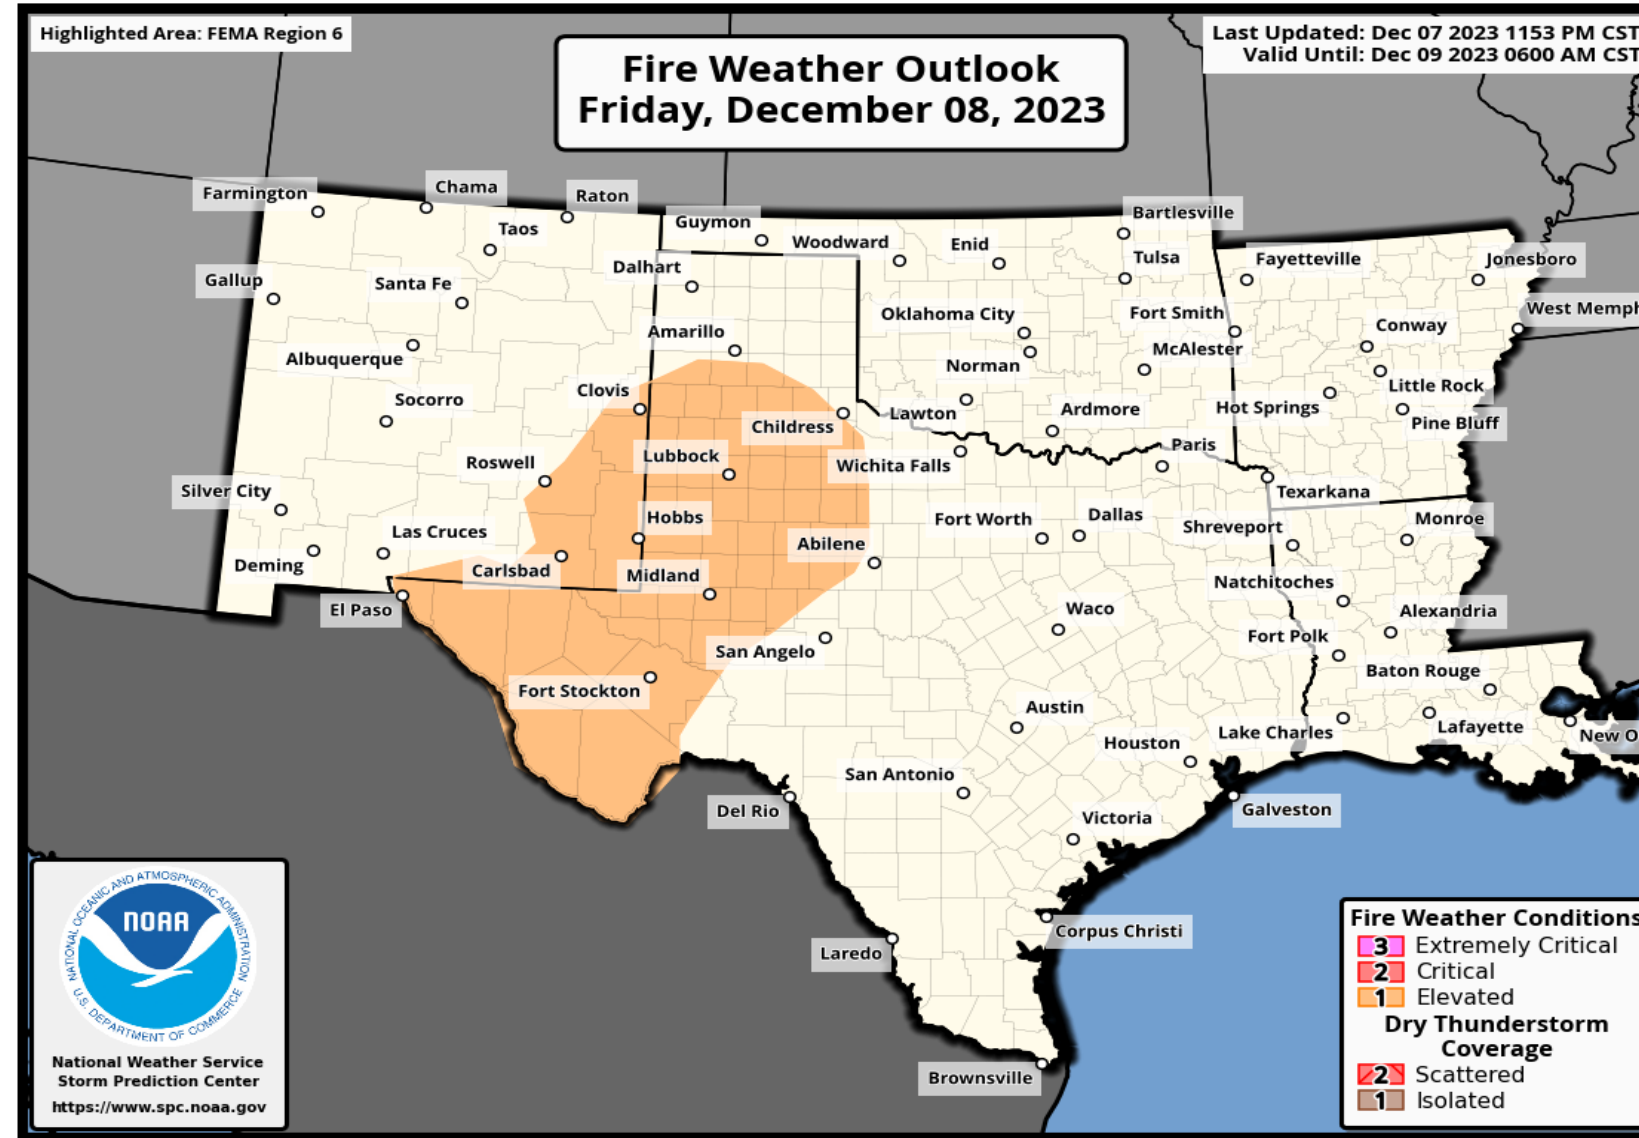 Highlighted Area: FEMA Region 6
Last Updated: Dec 07 2023 1153 PM CST
Valid Until: Dec 09 2023 0600 AM CST
Fire Weather Outlook
Friday, December 08, 2023
Farmington
Chama
Raton
Taos
Guymon
Woodward
Enid
Bartlesville
Tulsa
Fayetteville
Jonesboro
Gallup
Santa Fe
Dalhart
Oklahoma City
Fort Smith
West Memph
Albuquerque
Amarillo
Norman
McAlester
Conway
Little Rock
Socorro
Clovis
Childress
Lawton
Ardmore
Hot Springs
Pine Bluff
Roswell
Lubbock
Wichita Falls
Paris
Texarkana
Silver City
Las Cruces
Hobbs
Fort Worth
Dallas
Shreveport
Monroe
Deming
Carlsbad
Midland
Abilene
Natchitoches
Alexandria
El Paso
Waco
Fort Polk
San Angelo
Baton Rouge
Fort Stockton
Austin
Houston
Lake Charles
Lafayette
New O
San Antonio
Del Rio
Victoria
Galveston
Laredo
Corpus Christi
Brownsville
NATIONAL OCEANIC AND ATMOSPHERIC ADMINISTRATION
NOAA
U.S. DEPARTMENT OF COMMERCE
National Weather Service
Storm Prediction Center
https://www.spc.noaa.gov
Fire Weather Conditions
3 Extremely Critical
2 Critical
1 Elevated
Dry Thunderstorm
Coverage
2 Scattered
1 Isolated